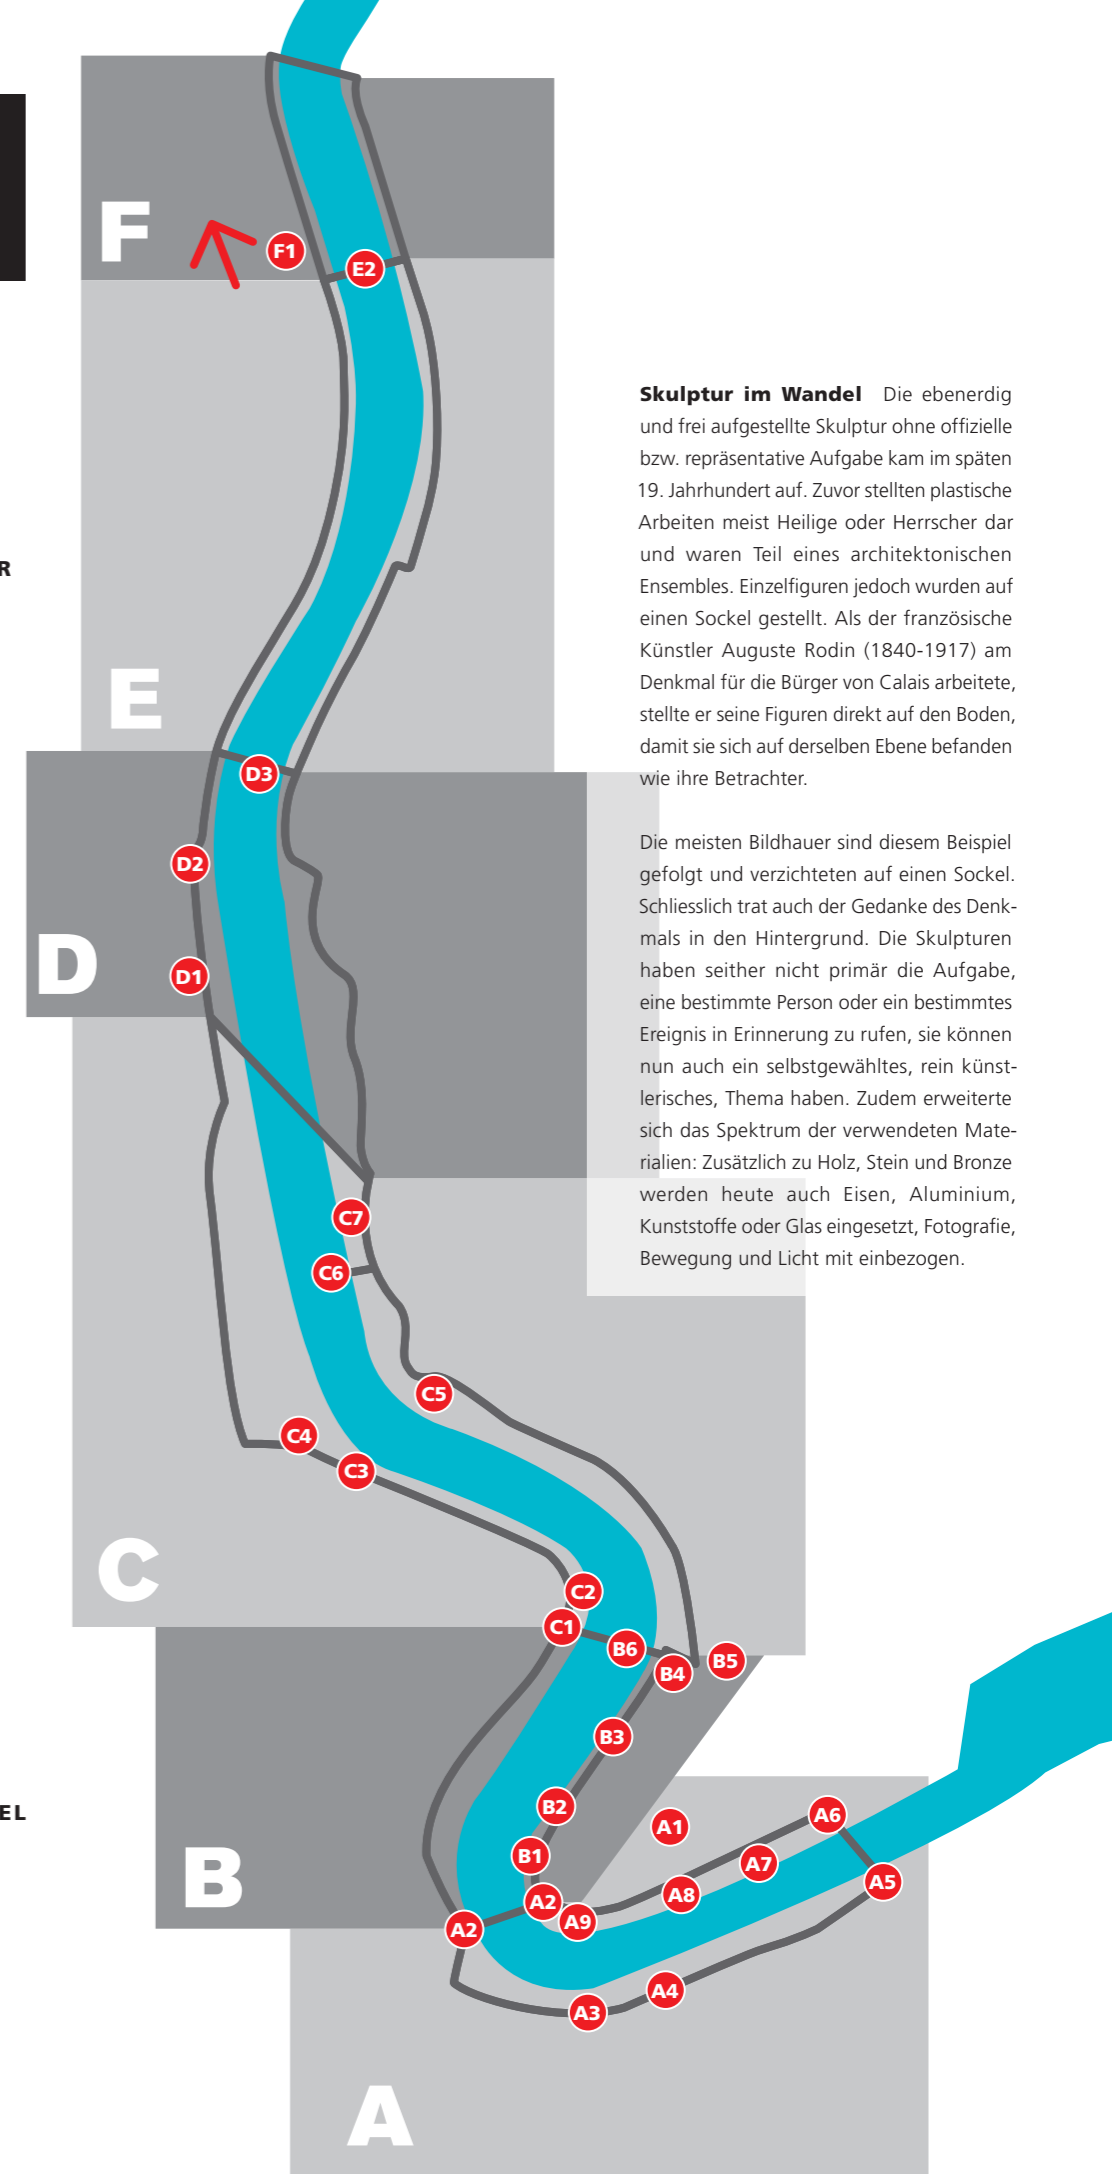 F
F1
E2
Skulptur im Wandel Die ebenerdig
und frei aufgestellte Skulptur ohne offizielle
bzw. repräsentative Aufgabe kam im späten
19. Jahrhundert auf. Zuvor stellten plastische
Arbeiten meist Heilige oder Herrscher dar
und waren Teil eines architektonischen
Ensembles. Einzelfiguren jedoch wurden auf
einen Sockel gestellt. Als der französische
Künstler Auguste Rodin (1840-1917) am
Denkmal für die Bürger von Calais arbeitete,
stellte er seine Figuren direkt auf den Boden,
damit sie sich auf derselben Ebene befanden
wie ihre Betrachter.
Die meisten Bildhauer sind diesem Beispiel
gefolgt und verzichteten auf einen Sockel.
Schliesslich trat auch der Gedanke des Denk-
mals in den Hintergrund. Die Skulpturen
haben seither nicht primär die Aufgabe,
eine bestimmte Person oder ein bestimmtes
Ereignis in Erinnerung zu rufen, sie können
nun auch ein selbstgewähltes, rein künst-
lerisches, Thema haben. Zudem erweiterte
sich das Spektrum der verwendeten Mate-
rialien: Zusätzlich zu Holz, Stein und Bronze
werden heute auch Eisen, Aluminium,
Kunststoffe oder Glas eingesetzt, Fotografie,
Bewegung und Licht mit einbezogen.
R
E
D3
D2
D
D1
C7
C6
C5
C4
C3
C
C2
C1
B6
B5
B4
B3
B2
EL
A6
A1
B1
A7
B
A5
A8
A2
A9
A2
A4
A3
A